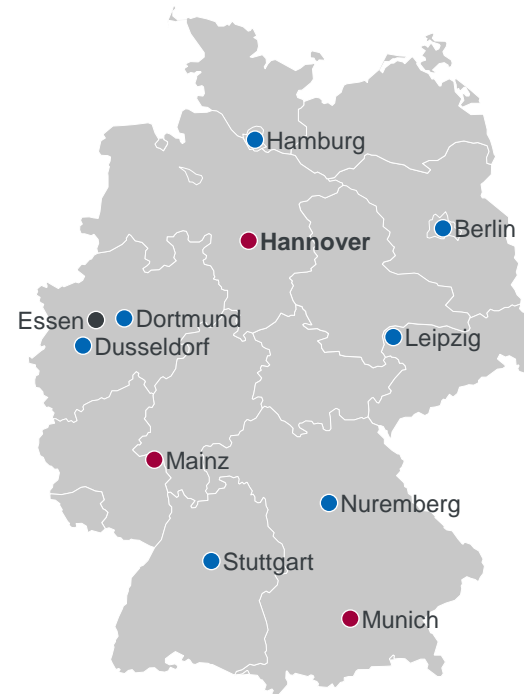 Hamburg
Berlin
Hannover
Essen
Dortmund
Dusseldorf
Leipzig
Mainz
Nuremberg
Stuttgart
Munich